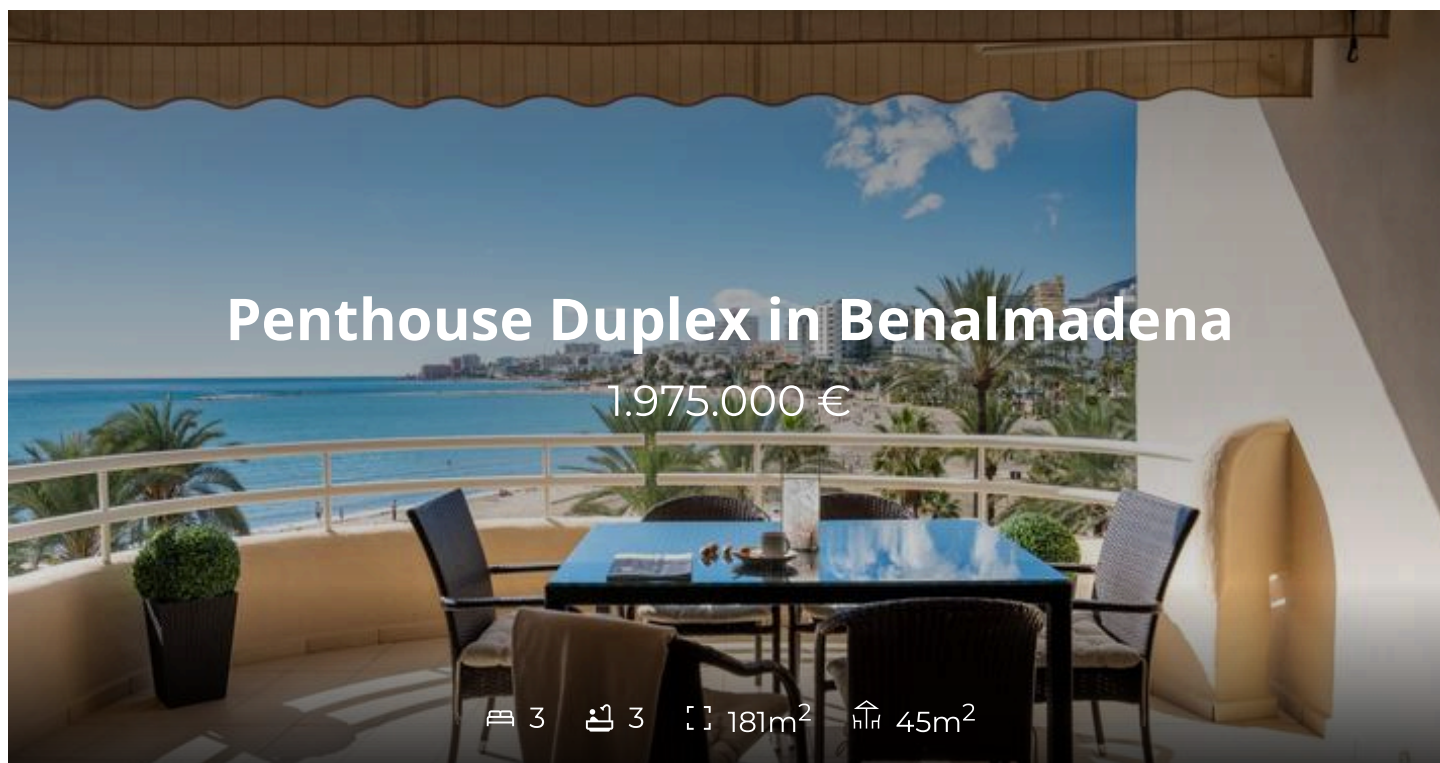 Penthouse Duplex in Benalmadena
1.975.000 €
3 3 181m² 45m²